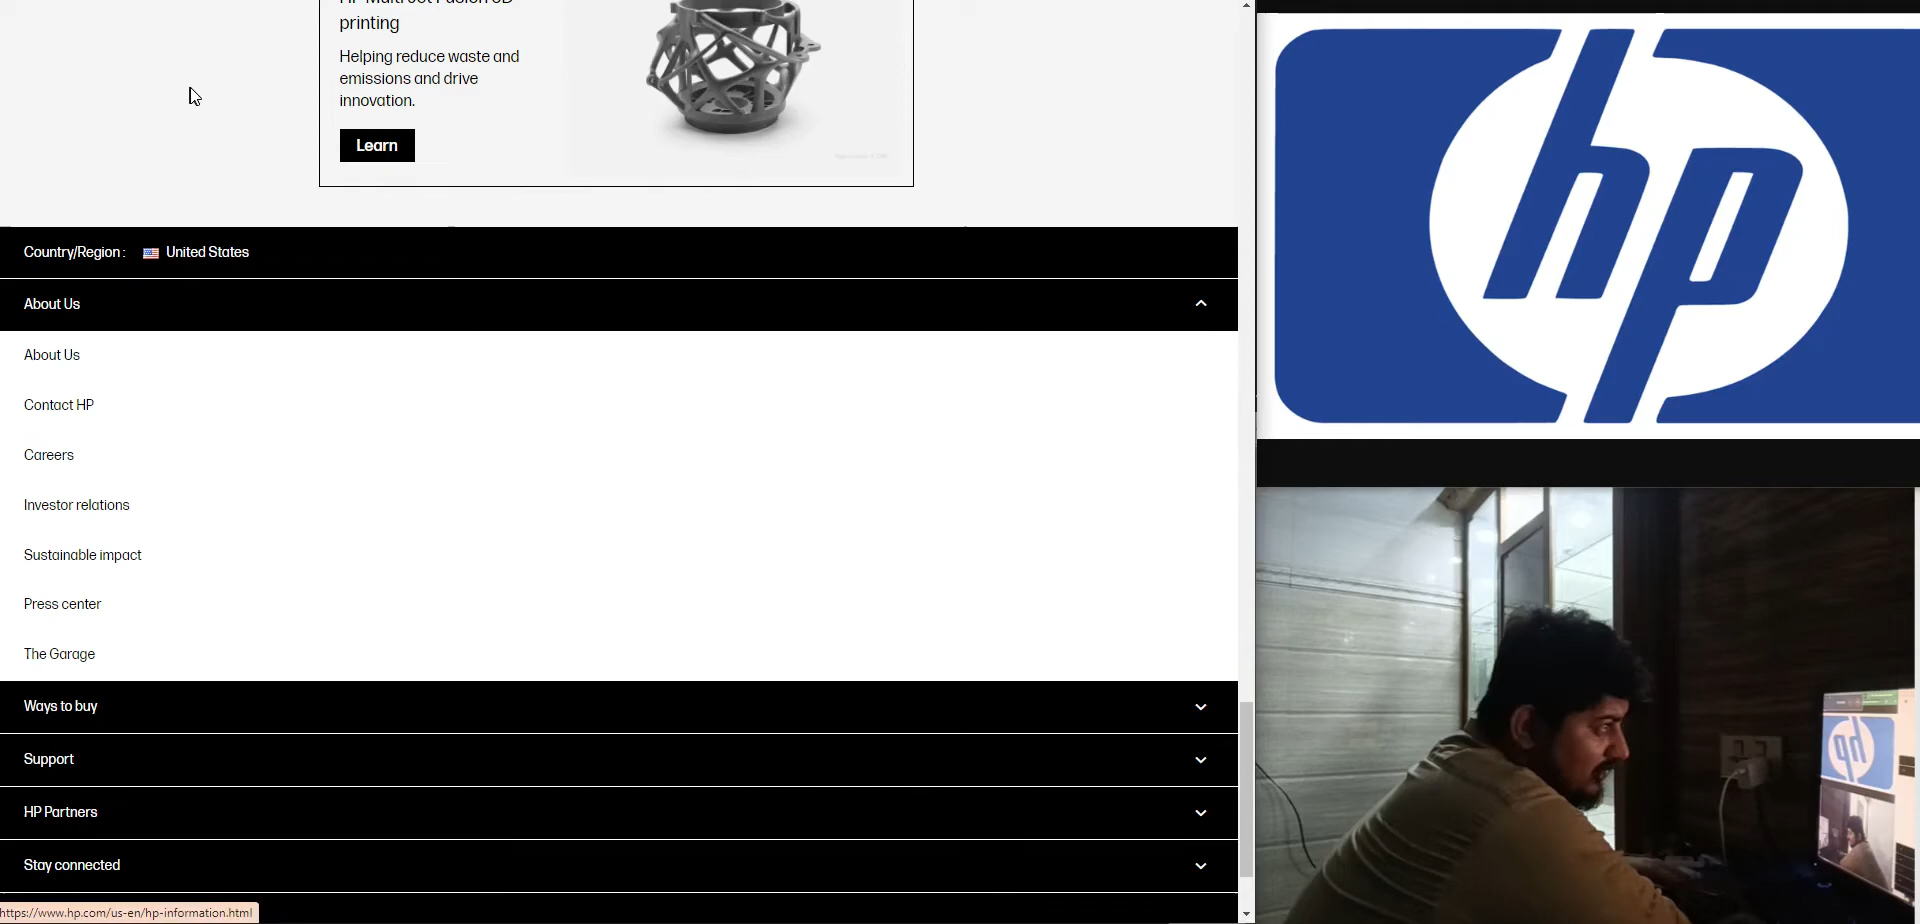 printing
Helping reduce waste and
emissions and drive
innovation.
Learn
Country/Region :
United States
About Us
About Us
Contact HP
Careers
Investor relations
Sustainable impact
Press center
The Garage
Ways to buy
Support
HP Partners
Stay connected
https://www.hp.com/us-en/hp-information.html
hp
hp